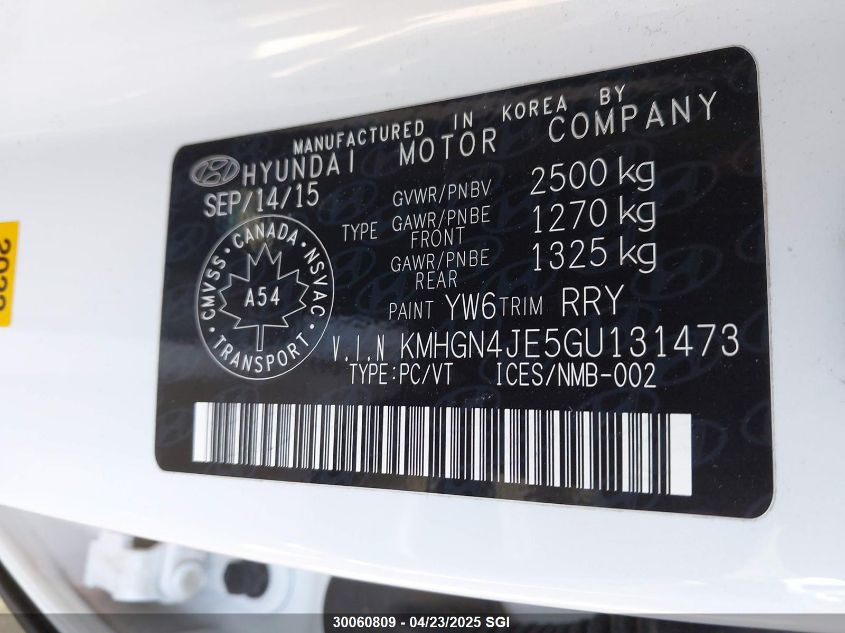 MANUFACTURED IN KOREA BY
HYUNDAI MOTOR COMPANY
SEP/14/15
GVWR/PNBV 2500 kg
TYPE GAWR/PNBE FRONT 1270 kg
GAWR/PNBE REAR 1325 kg
CANADA
CMVSS · NSVAC
A54
TRANSPORT
PAINT YW6 TRIM RRY
V.I.N KMHGN4JE5GU131473
TYPE:PC/VT ICES/NMB-002
30060809 - 04/23/2025 SGI